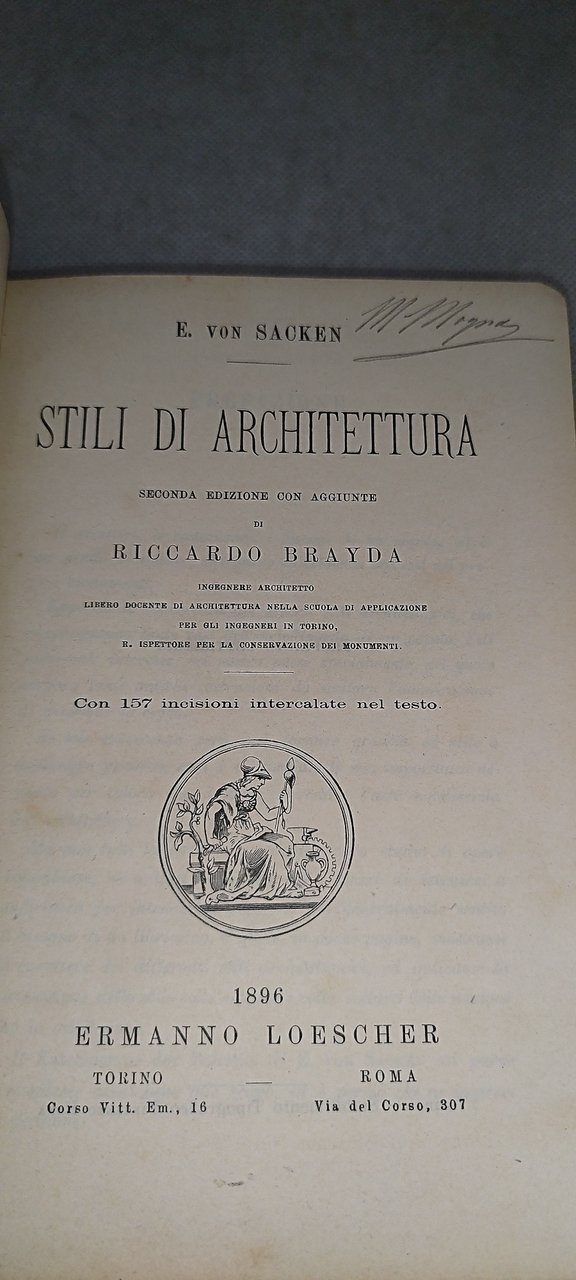 E. VON SACKEN
STILI DI ARCHITETTURA
SECONDA EDIZIONE CON AGGIUNTE
DI
RICCARDO BRAYDA
INGEGNERE ARCHITETTO
LIBERO DOCENTE DI ARCHITETTURA NELLA SCUOLA DI APPLICAZIONE
PER GLI INGEGNERI IN TORINO,
R. ISPETTORE PER LA CONSERVAZIONE DEI MONUMENTI.
Con 157 incisioni intercalate nel testo.
1896
ERMANNO LOESCHER
TORINO — ROMA
Corso Vitt. Em., 16 Via del Corso, 307